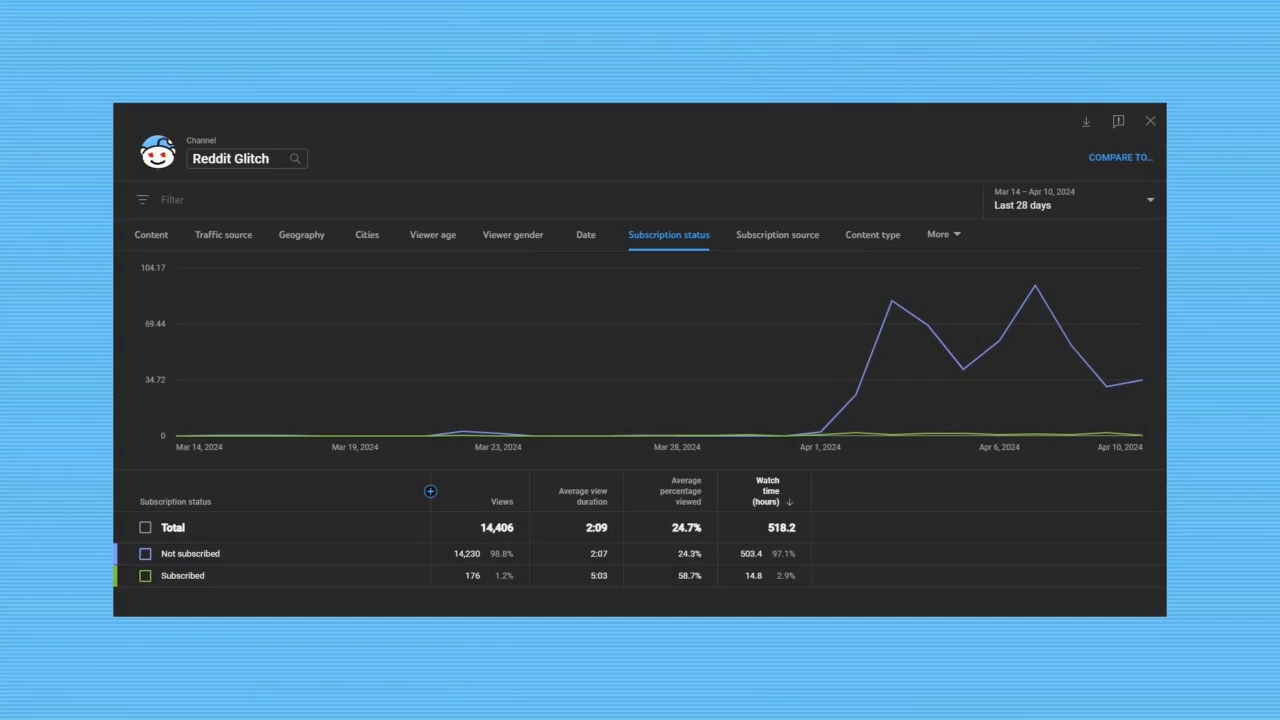 Channel
Reddit Glitch
COMPARE TO...
Filter
Mar 14 – Apr 10, 2024
Last 28 days
Content Traffic source Geography Cities Viewer age Viewer gender Date Subscription status Subscription source Content type More
104.17
69.44
34.72
0
Mar 14, 2024 Mar 19, 2024 Mar 23, 2024 Mar 28, 2024 Apr 1, 2024 Apr 6, 2024 Apr 10, 2024
Subscription status
Views
Average view
duration
Average
percentage
viewed
Watch
time
(hours)
Total 14,406 2:09 24.7% 518.2
Not subscribed 14,230 98.8% 2:07 24.3% 503.4 97.1%
Subscribed 176 1.2% 5:03 58.7% 14.8 2.9%